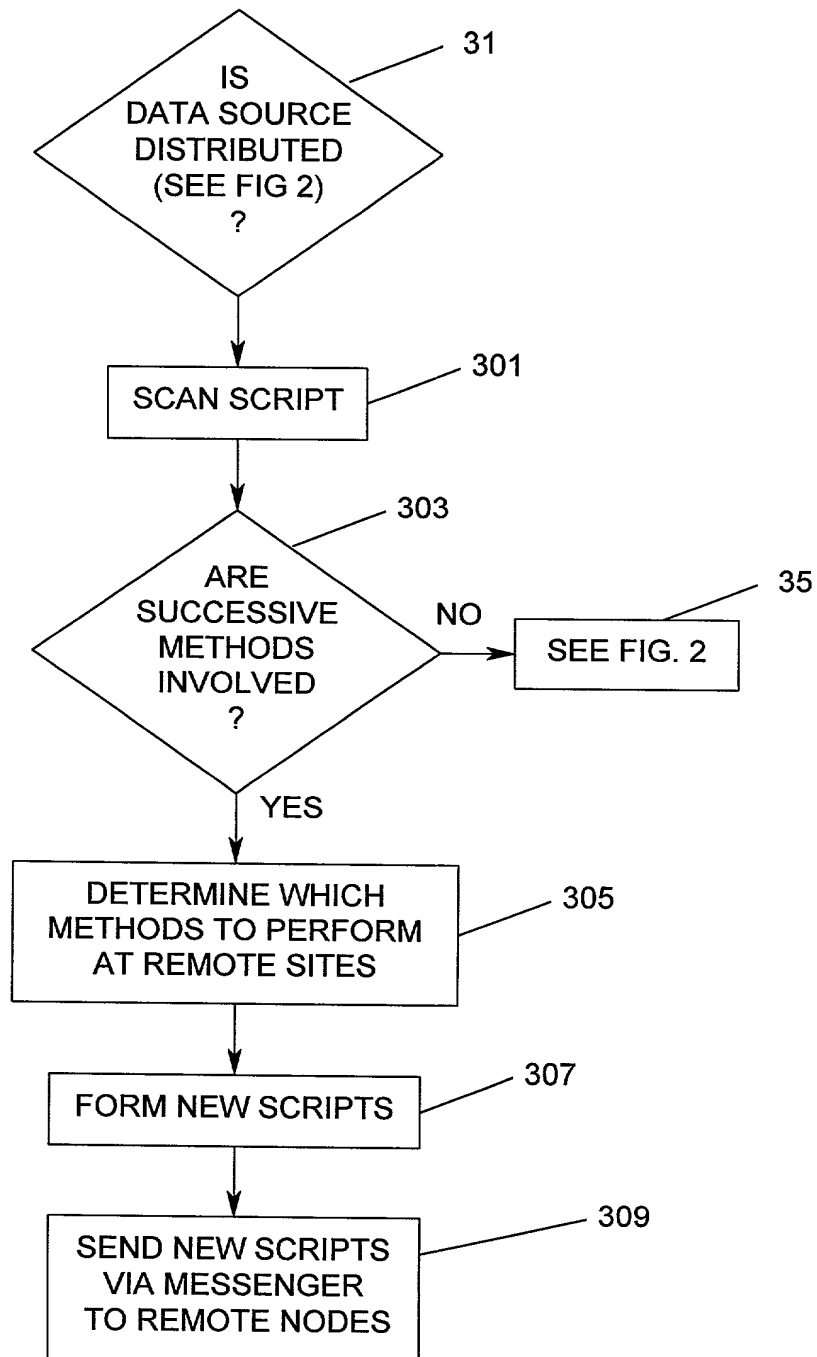 31
IS
DATA SOURCE
DISTRIBUTED
(SEE FIG 2)
?
301
SCAN SCRIPT
303
ARE
SUCCESSIVE
METHODS
INVOLVED
?
NO
35
SEE FIG. 2
YES
305
DETERMINE WHICH
METHODS TO PERFORM
AT REMOTE SITES
307
FORM NEW SCRIPTS
309
SEND NEW SCRIPTS
VIA MESSENGER
TO REMOTE NODES